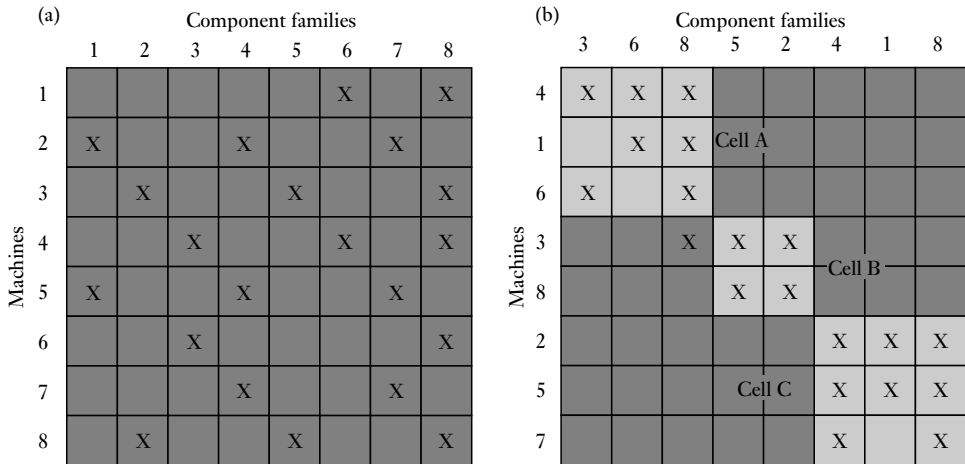 (a)
Component families
1 2 3 4 5 6 7 8
Machines
1 X X
2 X X X
3 X X X
4 X X X
5 X X X
6 X X
7 X X
8 X X X
(b)
Component families
3 6 8 5 2 4 1 8
Machines
4 X X X
1 X X Cell A
6 X X
3 X X X
Cell B
8 X X
2 X X X
5 X X X
Cell C
7 X X